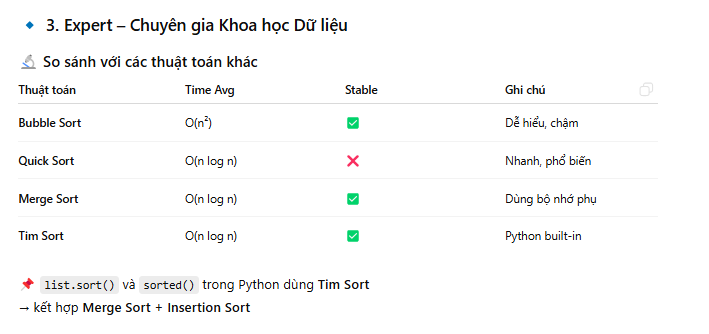 3. Expert – Chuyên gia Khoa học Dữ liệu
So sánh với các thuật toán khác
Thuật toán Time Avg Stable Ghi chú
Bubble Sort O(n²) ✅ Dễ hiểu, chậm
Quick Sort O(n log n) ❌ Nhanh, phổ biến
Merge Sort O(n log n) ✅ Dùng bộ nhớ phụ
Tim Sort O(n log n) ✅ Python built-in
📌 list.sort() và sorted() trong Python dùng Tim Sort
→ kết hợp Merge Sort + Insertion Sort